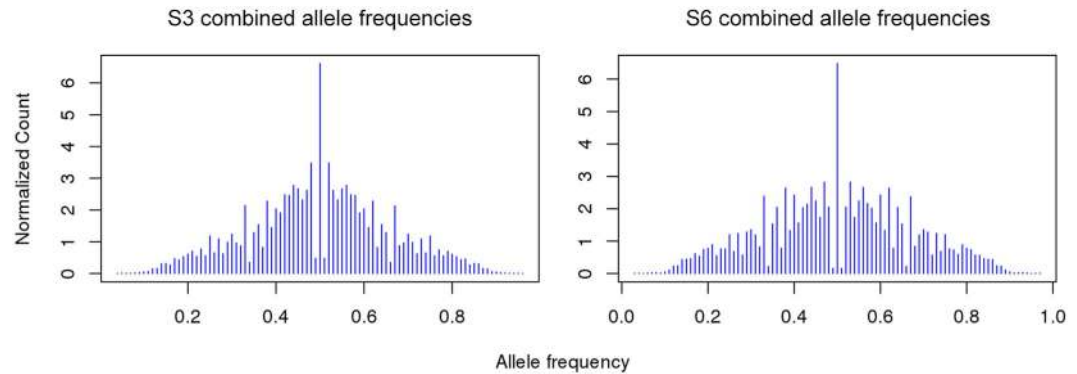 S3 combined allele frequencies
S6 combined allele frequencies
Normalized Count
6
5
4
3
2
1
0
0.2 0.4 0.6 0.8
6
5
4
3
2
1
0
0.0 0.2 0.4 0.6 0.8 1.0
Allele frequency